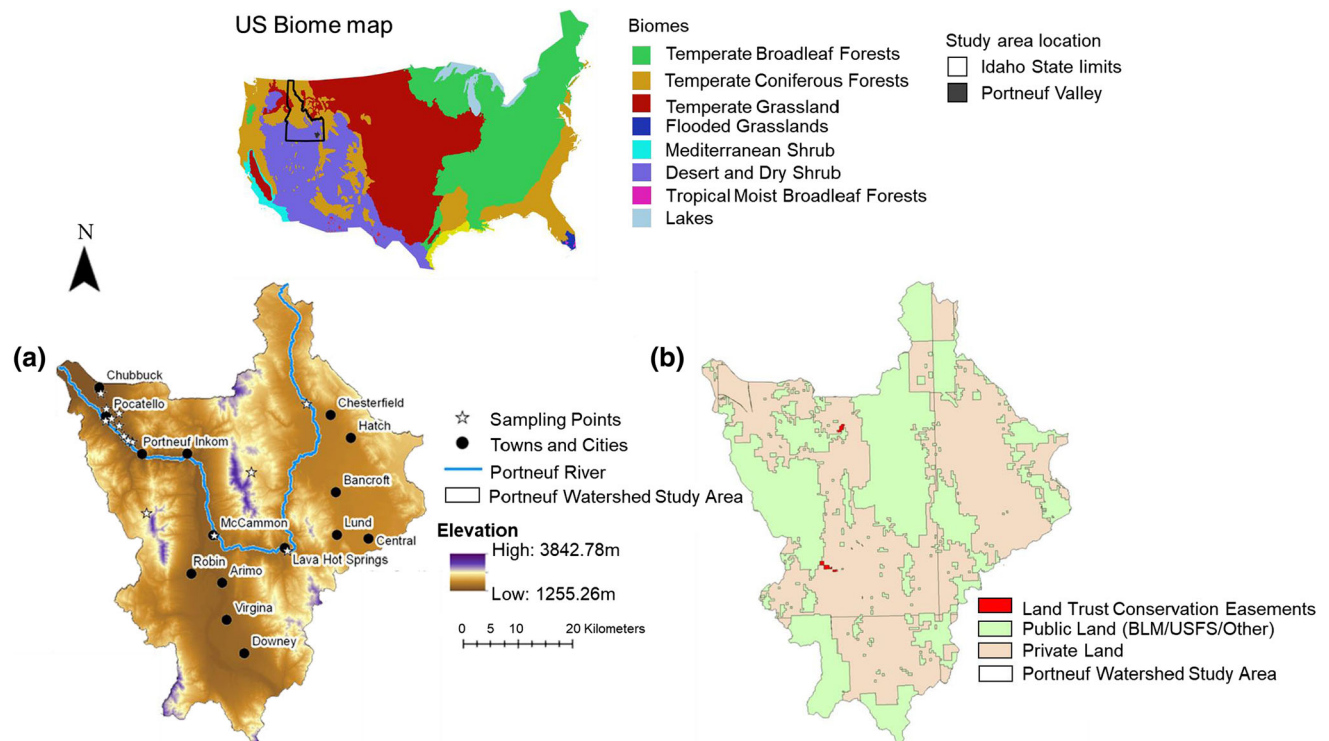 US Biome map
Biomes
Temperate Broadleaf Forests
Temperate Coniferous Forests
Temperate Grassland
Flooded Grasslands
Mediterranean Shrub
Desert and Dry Shrub
Tropical Moist Broadleaf Forests
Lakes
Study area location
Idaho State limits
Portneuf Valley
N
(a)
Chubbuck
Pocatello
Portneuf Inkom
Chesterfield
Hatch
Bancroft
McCammon
Lund
Central
Lava Hot Springs
Robin
Arimo
Virgina
Downey
Sampling Points
Towns and Cities
Portneuf River
Portneuf Watershed Study Area
Elevation
High: 3842.78m
Low: 1255.26m
0 5 10 20 Kilometers
(b)
Land Trust Conservation Easements
Public Land (BLM/USFS/Other)
Private Land
Portneuf Watershed Study Area